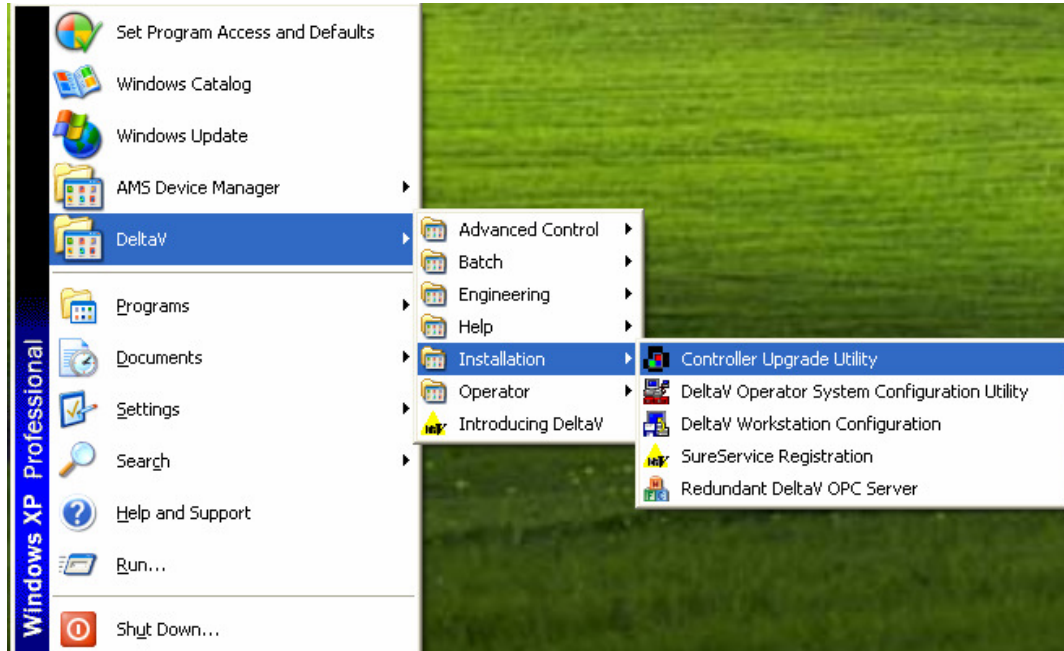 Set Program Access and Defaults
Windows Catalog
Windows Update
AMS Device Manager
DeltaV
Programs
Documents
Settings
Search
Help and Support
Run...
Shut Down...
Windows XP Professional
Advanced Control
Batch
Engineering
Help
Installation
Operator
Introducing DeltaV
Controller Upgrade Utility
DeltaV Operator System Configuration Utility
DeltaV Workstation Configuration
SureService Registration
Redundant DeltaV OPC Server